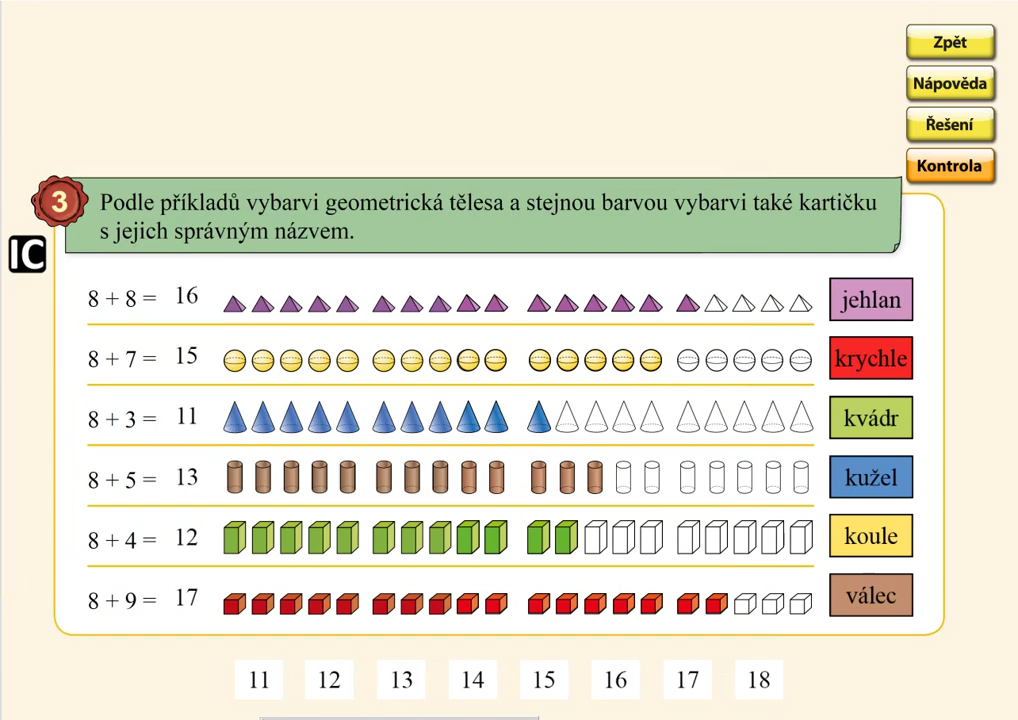 Zpět
Nápověda
Řešení
Kontrola
3
Podle příkladů vybarvi geometrická tělesa a stejnou barvou vybarvi také kartičku
s jejich správným názvem.
IC
8 + 8 = 16 jehlan
8 + 7 = 15 krychle
8 + 3 = 11 kvádr
8 + 5 = 13 kužel
8 + 4 = 12 koule
8 + 9 = 17 válec
11 12 13 14 15 16 17 18